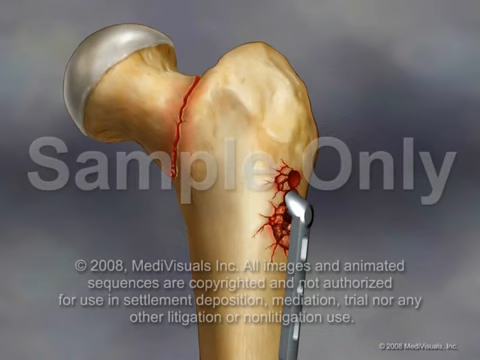 Sample Only
© 2008, MediVisuals Inc. All images and animated
sequences are copyrighted and not authorized
for use in settlement deposition, mediation, trial nor any
other litigation or nonlitigation use.
© 2008 MediVisuals, Inc.